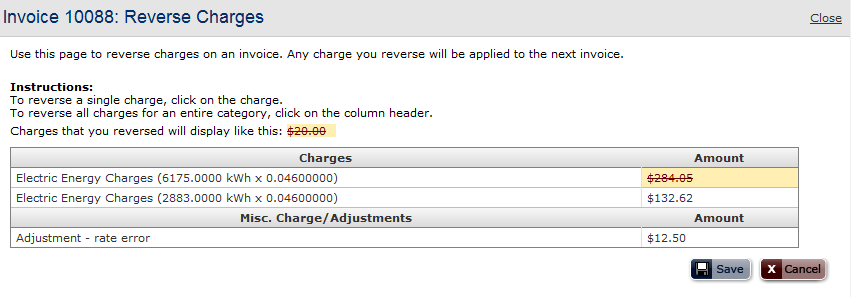 Invoice 10088: Reverse Charges Close
Use this page to reverse charges on an invoice. Any charge you reverse will be applied to the next invoice.
Instructions:
To reverse a single charge, click on the charge.
To reverse all charges for an entire category, click on the column header.
Charges that you reversed will display like this: $20.00
Charges Amount
Electric Energy Charges (6175.0000 kWh x 0.04600000) $284.05
Electric Energy Charges (2883.0000 kWh x 0.04600000) $132.62
Misc. Charge/Adjustments Amount
Adjustment - rate error $12.50
Save X Cancel